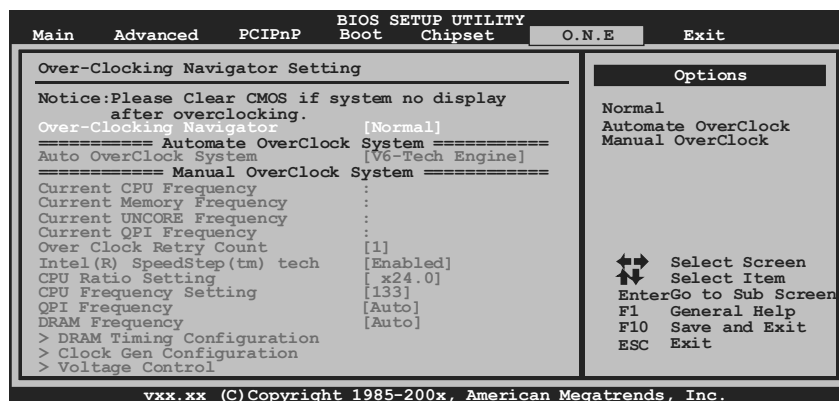 BIOS SETUP UTILITY
Main Advanced PCIPnP Boot Chipset O.N.E Exit
Over-Clocking Navigator Setting
Notice:Please Clear CMOS if system no display
after overclocking.
Over-Clocking Navigator [Normal]
=========== Automate OverClock System ===========
Auto OverClock System [V6-Tech Engine]
============ Manual OverClock System ============
Current CPU Frequency :
Current Memory Frequency :
Current UNCORE Frequency :
Current QPI Frequency :
Over Clock Retry Count [1]
Intel(R) SpeedStep(tm) tech [Enabled]
CPU Ratio Setting [ x24.0]
CPU Frequency Setting [133]
QPI Frequency [Auto]
DRAM Frequency [Auto]
> DRAM Timing Configuration
> Clock Gen Configuration
> Voltage Control
Options
Normal
Automate OverClock
Manual OverClock
Select Screen
Select Item
EnterGo to Sub Screen
F1 General Help
F10 Save and Exit
ESC Exit
vxx.xx (C)Copyright 1985-200x, American Megatrends, Inc.